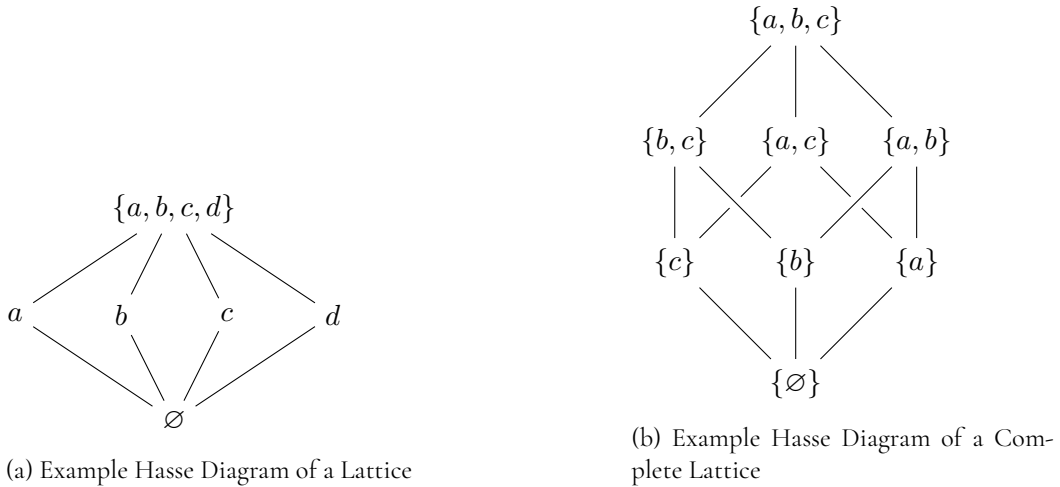 {a, b, c, d}
a b c d
∅
(a) Example Hasse Diagram of a Lattice
{a, b, c}
{b, c} {a, c} {a, b}
{c} {b} {a}
{∅}
(b) Example Hasse Diagram of a Com-
plete Lattice